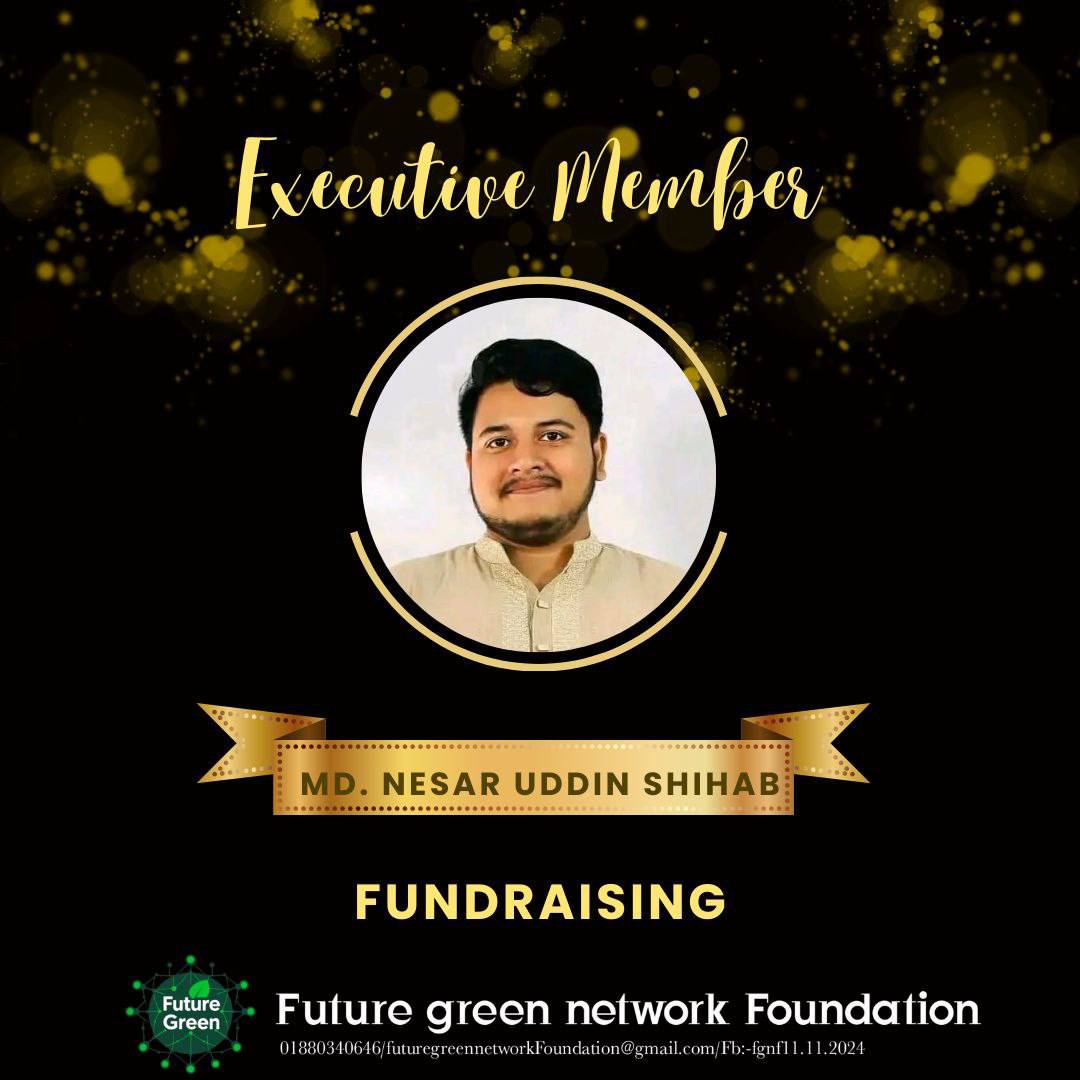 Executive Member
MD. NESAR UDDIN SHIHAB
FUNDRAISING
Future
Green
Future green network Foundation
01880340646/futuregreennetworkFoundation@gmail.com/Fb:-fgnf11.11.2024